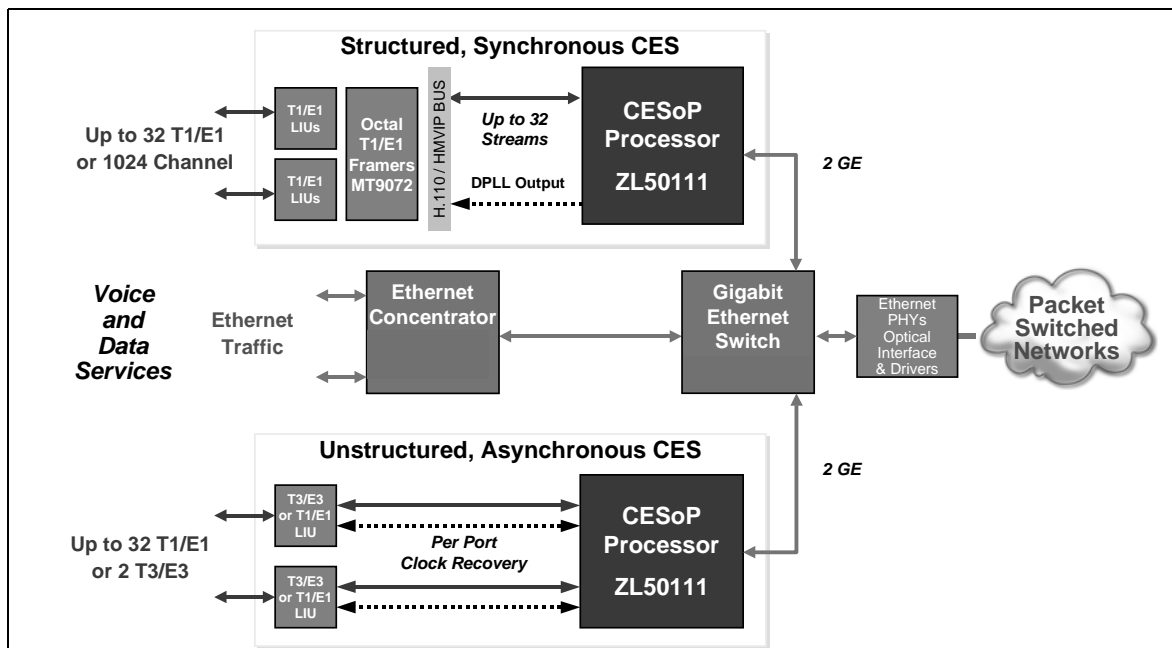 Structured, Synchronous CES
Up to 32 T1/E1
or 1024 Channel
T1/E1
LIUs
T1/E1
LIUs
Octal
T1/E1
Framers
MT9072
H.110 / HMVIP BUS
Up to 32
Streams
DPLL Output
CESoP
Processor
ZL50111
2 GE
Voice
and
Data
Services
Ethernet
Traffic
Ethernet
Concentrator
Gigabit
Ethernet
Switch
Ethernet
PHYs
Optical
Interface
& Drivers
Packet
Switched
Networks
Unstructured, Asynchronous CES
2 GE
Up to 32 T1/E1
or 2 T3/E3
T3/E3
or T1/E1
LIU
T3/E3
or T1/E1
LIU
Per Port
Clock Recovery
CESoP
Processor
ZL50111